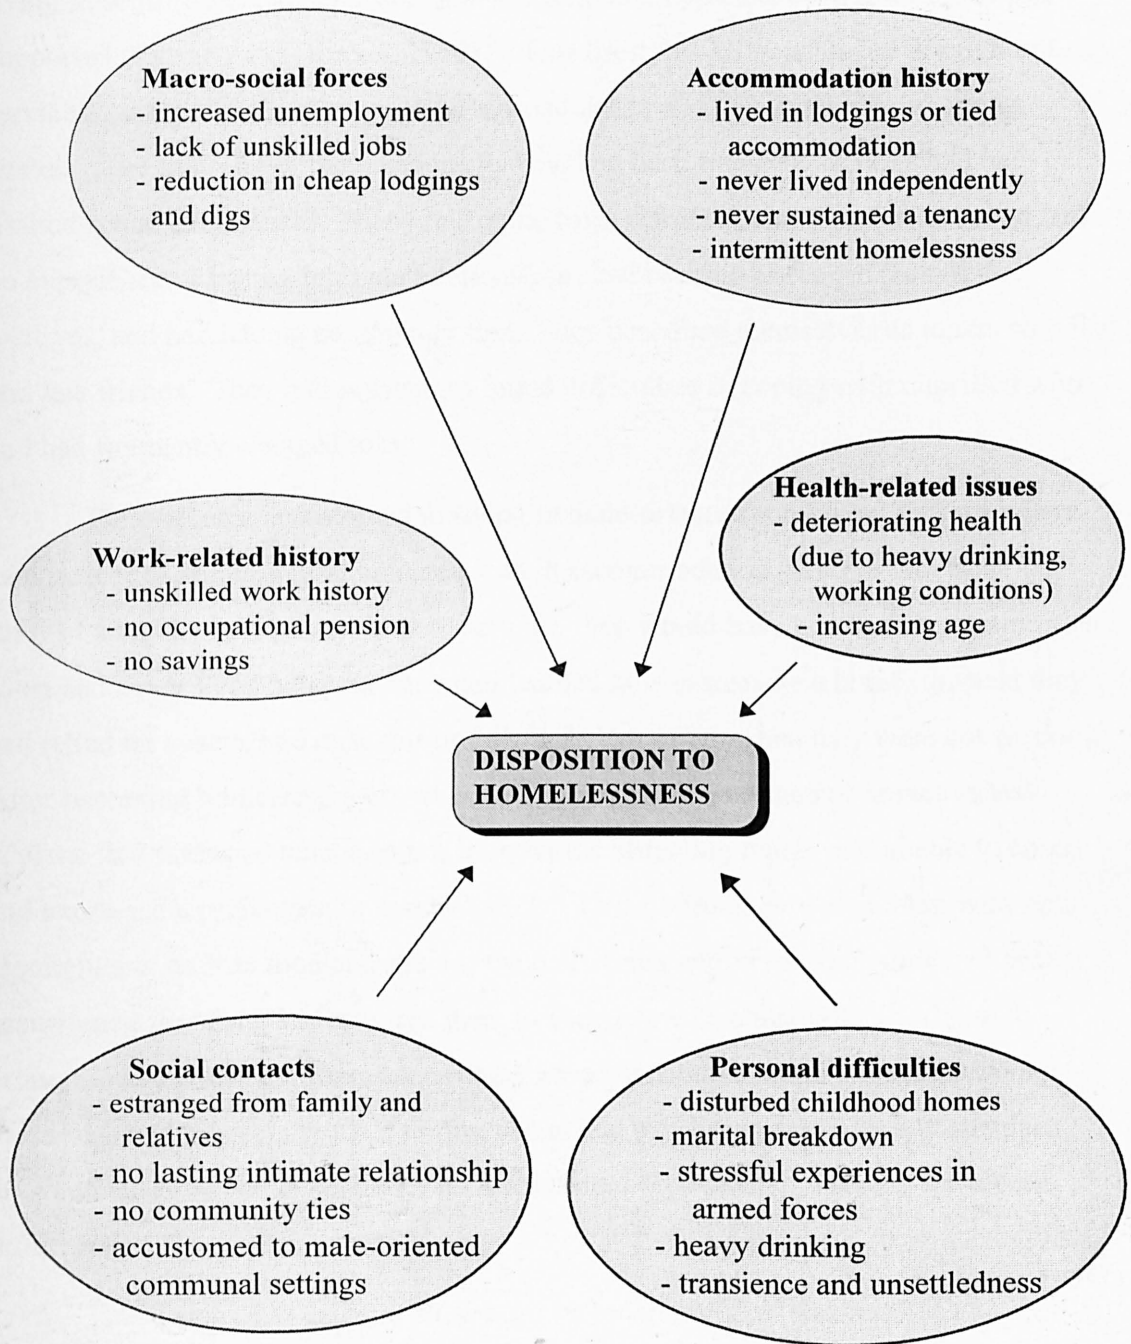 Macro-social forces
- increased unemployment
- lack of unskilled jobs
- reduction in cheap lodgings
and digs
Accommodation history
- lived in lodgings or tied
accommodation
- never lived independently
- never sustained a tenancy
- intermittent homelessness
Work-related history
- unskilled work history
- no occupational pension
- no savings
Health-related issues
- deteriorating health
(due to heavy drinking,
working conditions)
- increasing age
DISPOSITION TO
HOMELESSNESS
Social contacts
- estranged from family and
relatives
- no lasting intimate relationship
- no community ties
- accustomed to male-oriented
communal settings
Personal difficulties
- disturbed childhood homes
- marital breakdown
- stressful experiences in
armed forces
- heavy drinking
- transience and unsettledness